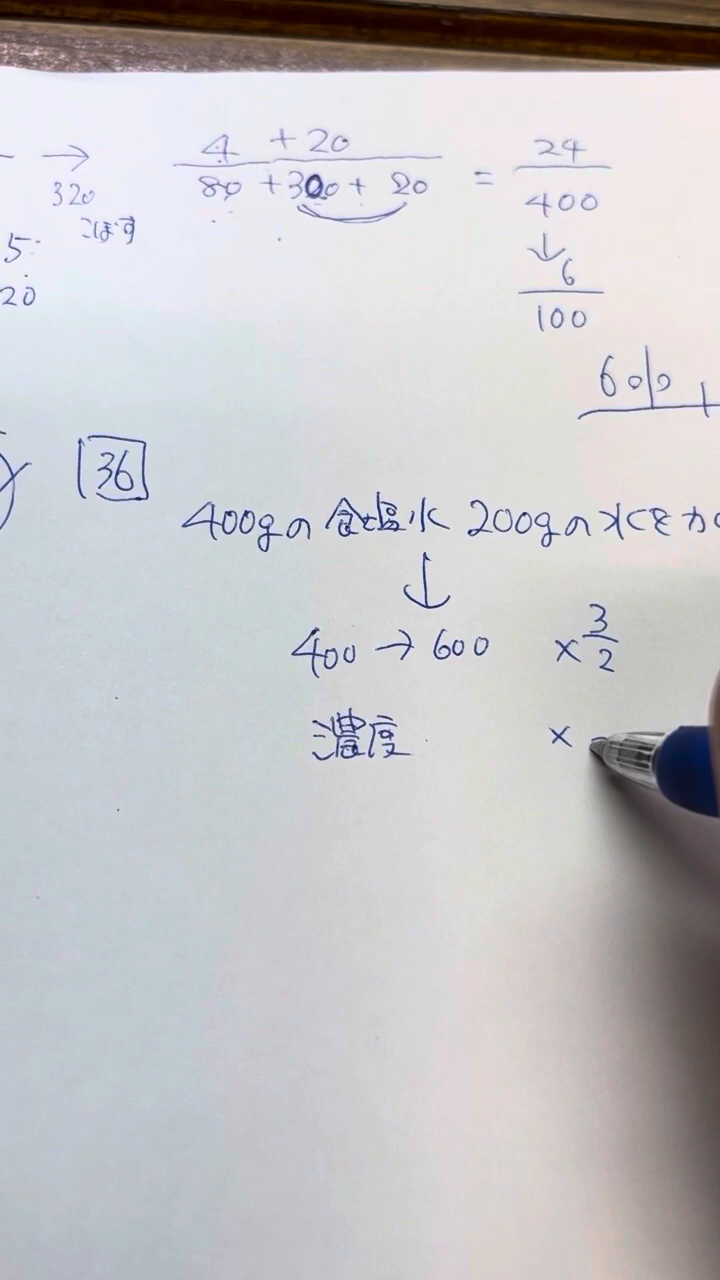 → 4 +20 / 80 +300+ 20 = 24 / 400
320
こぼす
5
20
↓
6 / 100
6%
36
400gの食塩水 200gの水を加
↓
400 → 600 × 3/2
濃度 ×